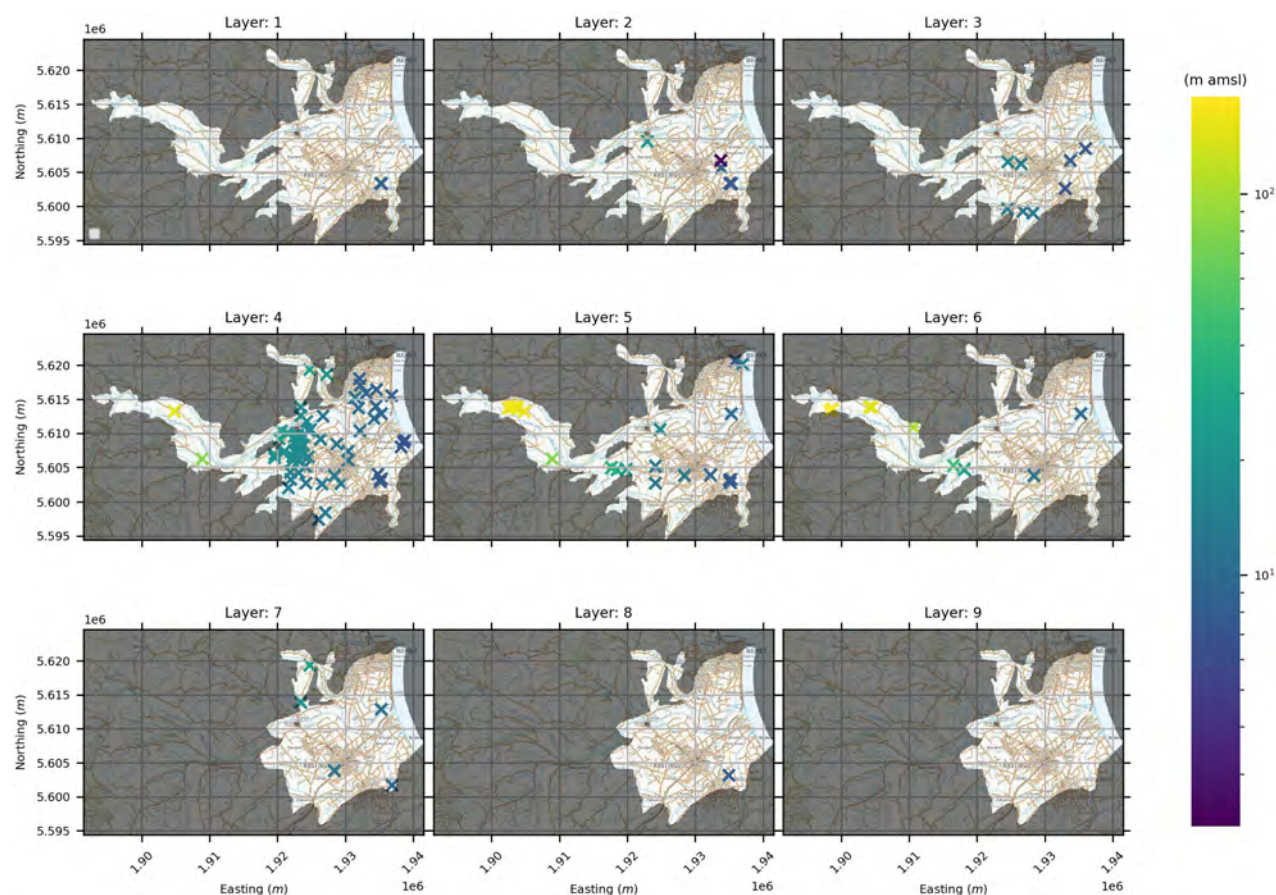 Layer: 1 Layer: 2 Layer: 3
1e6
5.620
5.615
5.610
5.605
5.600
5.595
Northing (m)
(m amsl)
10²
10¹
Layer: 4 Layer: 5 Layer: 6
1e6
5.620
5.615
5.610
5.605
5.600
5.595
Northing (m)
Layer: 7 Layer: 8 Layer: 9
1e6
5.620
5.615
5.610
5.605
5.600
5.595
Northing (m)
1.90 1.91 1.92 1.93 1.94 1.90 1.91 1.92 1.93 1.94 1.90 1.91 1.92 1.93 1.94
Easting (m) 1e6 Easting (m) 1e6 Easting (m) 1e6